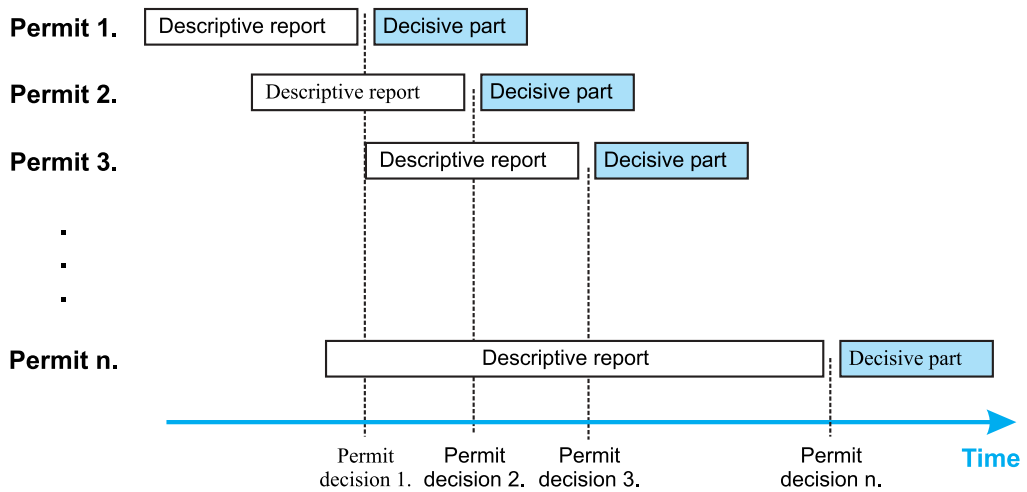 Permit 1. Descriptive report Decisive part
Permit 2. Descriptive report Decisive part
Permit 3. Descriptive report Decisive part
.
.
.
Permit n. Descriptive report Decisive part
Time
Permit
decision 1.
Permit
decision 2.
Permit
decision 3.
Permit
decision n.